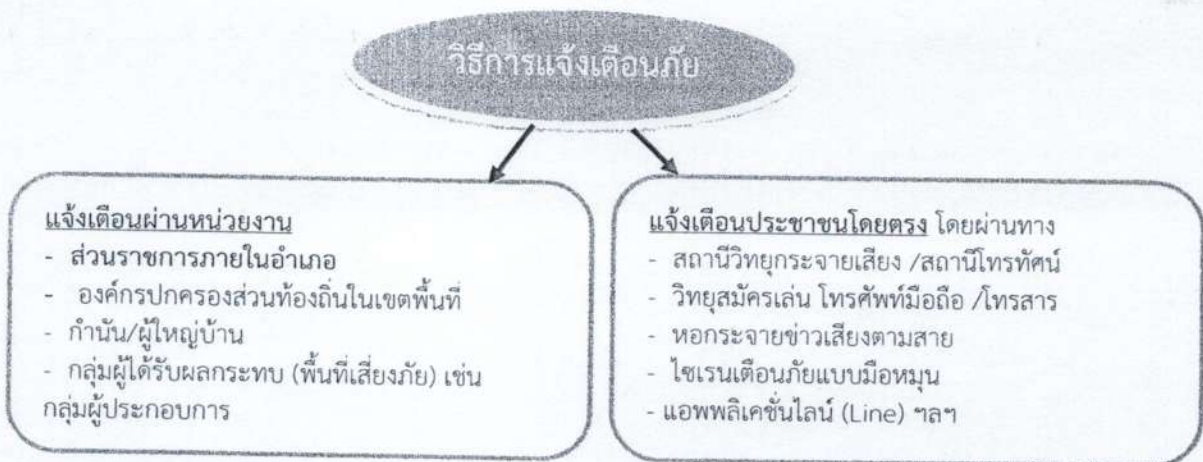 วิธีการแจ้งเตือนภัย
แจ้งเตือนผ่านหน่วยงาน
- ส่วนราชการภายในอำเภอ
- องค์กรปกครองส่วนท้องถิ่นในเขตพื้นที่
- กำนัน/ผู้ใหญ่บ้าน
- กลุ่มผู้ได้รับผลกระทบ (พื้นที่เสี่ยงภัย) เช่น
กลุ่มผู้ประกอบการ
แจ้งเตือนประชาชนโดยตรง โดยผ่านทาง
- สถานีวิทยุกระจายเสียง /สถานีโทรทัศน์
- วิทยุสมัครเล่น โทรศัพท์มือถือ /โทรสาร
- หอกระจายข่าวเสียงตามสาย
- ไซเรนเตือนภัยแบบมือหมุน
- แอพพลิเคชั่นไลน์ (Line) ฯลฯ